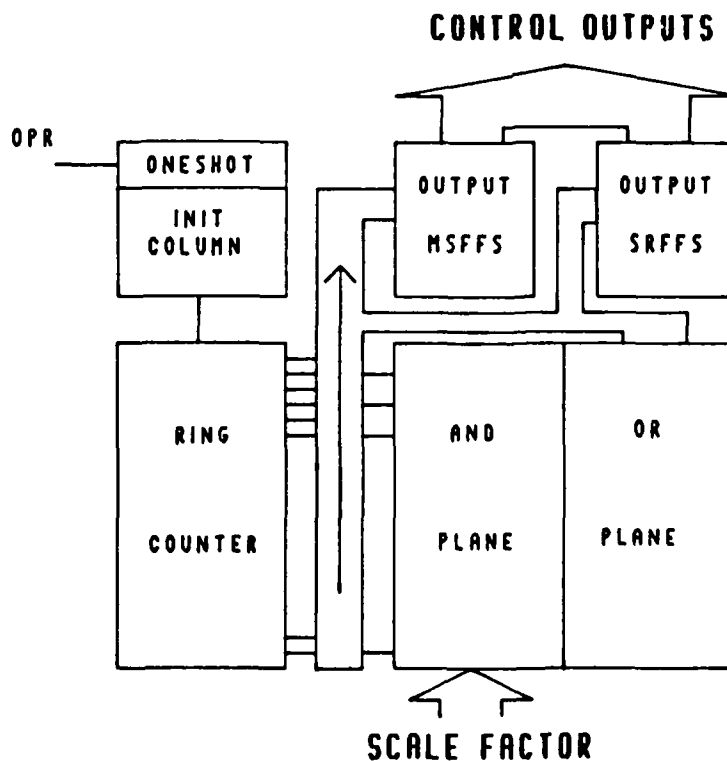 CONTROL OUTPUTS
OPR
ONESHOT
INIT
COLUMN
OUTPUT
MSFFS
OUTPUT
SRFFS
RING
COUNTER
AND
PLANE
OR
PLANE
SCALE FACTOR